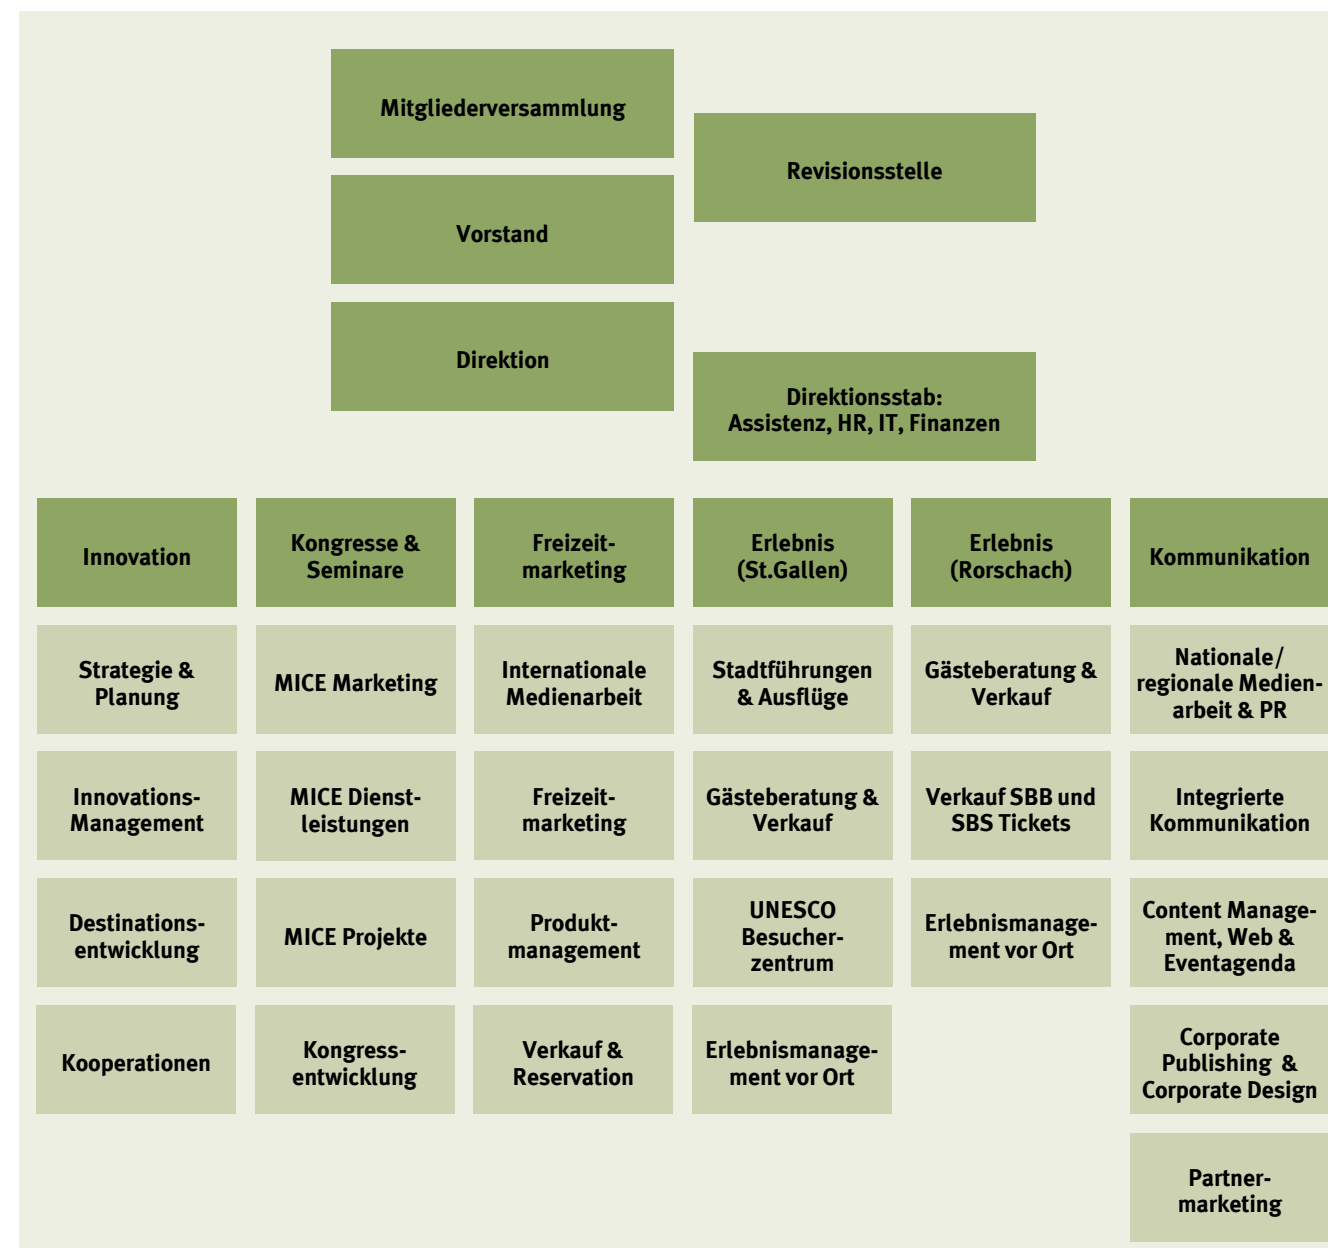 Mitgliederversammlung
Revisionsstelle
Vorstand
Direktion
Direktionsstab:
Assistenz, HR, IT, Finanzen
Innovation
Strategie &
Planung
Innovations-
Management
Destinations-
entwicklung
Kooperationen
Kongresse &
Seminare
MICE Marketing
MICE Dienst-
leistungen
MICE Projekte
Kongress-
entwicklung
Freizeit-
marketing
Internationale
Medienarbeit
Freizeit-
marketing
Produkt-
management
Verkauf &
Reservation
Erlebnis
(St.Gallen)
Stadtführungen
& Ausflüge
Gästeberatung &
Verkauf
UNESCO
Besucher-
zentrum
Erlebnismanage-
ment vor Ort
Erlebnis
(Rorschach)
Gästeberatung &
Verkauf
Verkauf SBB und
SBS Tickets
Erlebnismanage-
ment vor Ort
Kommunikation
Nationale/
regionale Medien-
arbeit & PR
Integrierte
Kommunikation
Content Manage-
ment, Web &
Eventagenda
Corporate
Publishing &
Corporate Design
Partner-
marketing